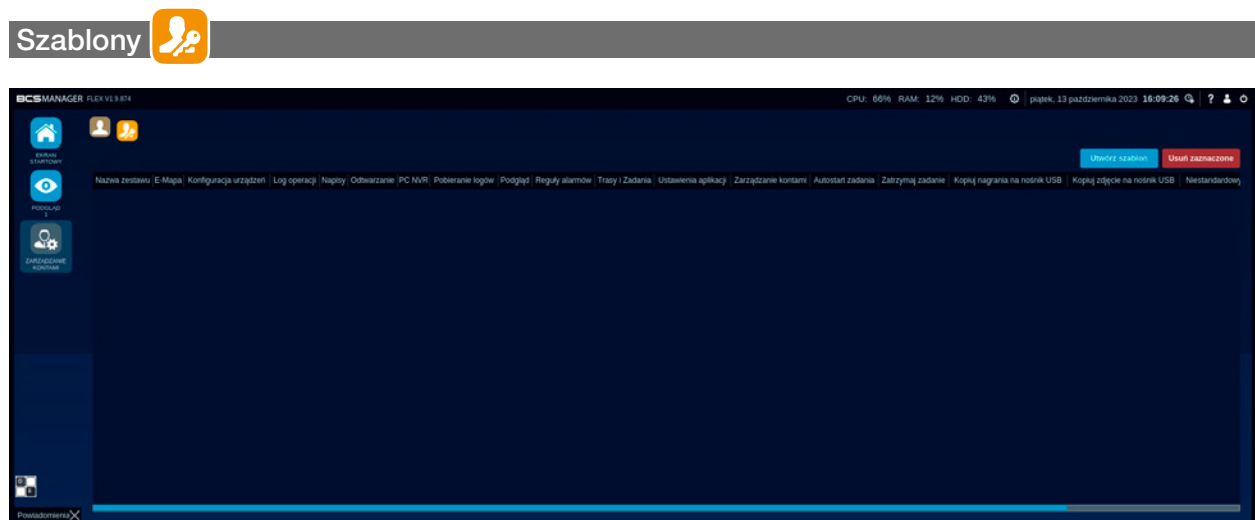 Szablony
BCSMANAGER FLEX V1.9.874 CPU: 66% RAM: 12% HDD: 43% piątek, 13 października 2023 16:09:26 ?
EKRAN
STARTOWY
Utwórz szablon Usuń zaznaczone
Nazwa zestawu E-Mapa Konfiguracja urządzeń Log operacji Napisy Odtwarzanie PC NVR Pobieranie logów Podgląd Reguły alarmów Trasy i Zadania Ustawienia aplikacji Zarządzanie kontami Autostart zadania Zatrzymaj zadanie Kopiuj nagrania na nośnik USB Kopiuj zdjęcie na nośnik USB Niestandardowy
PODGLĄD
1
ZARZĄDZANIE
KONTAMI
Powiadomienia